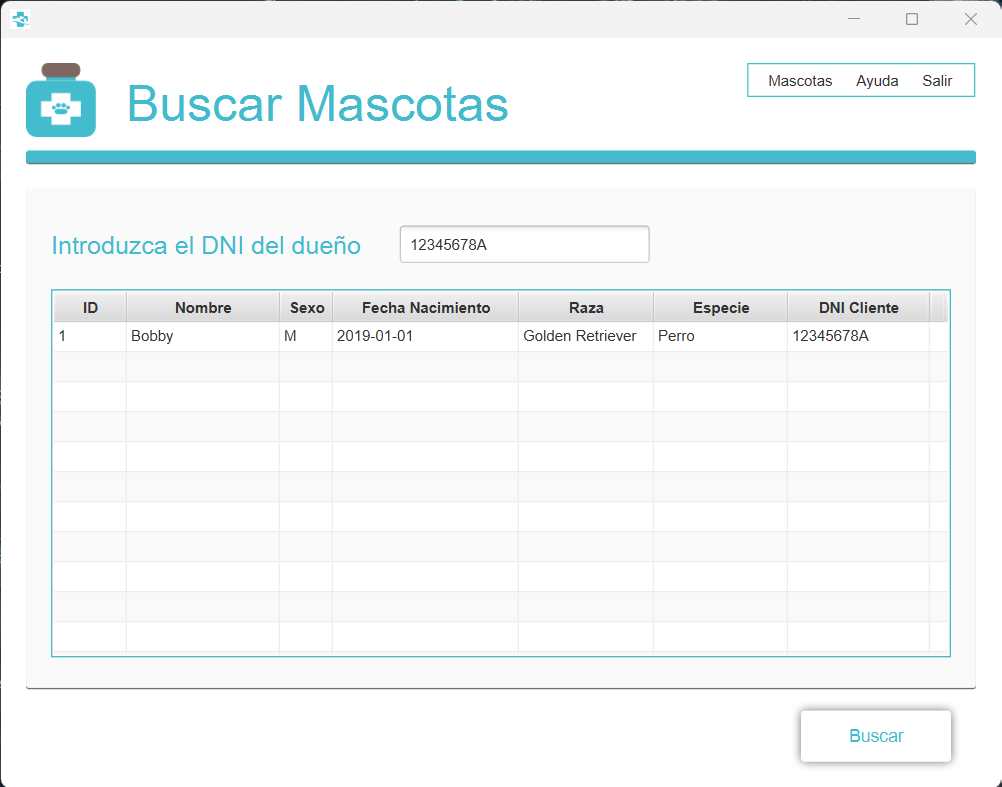 Buscar Mascotas
Mascotas Ayuda Salir
Introduzca el DNI del dueño 12345678A
ID Nombre Sexo Fecha Nacimiento Raza Especie DNI Cliente
1 Bobby M 2019-01-01 Golden Retriever Perro 12345678A
Buscar